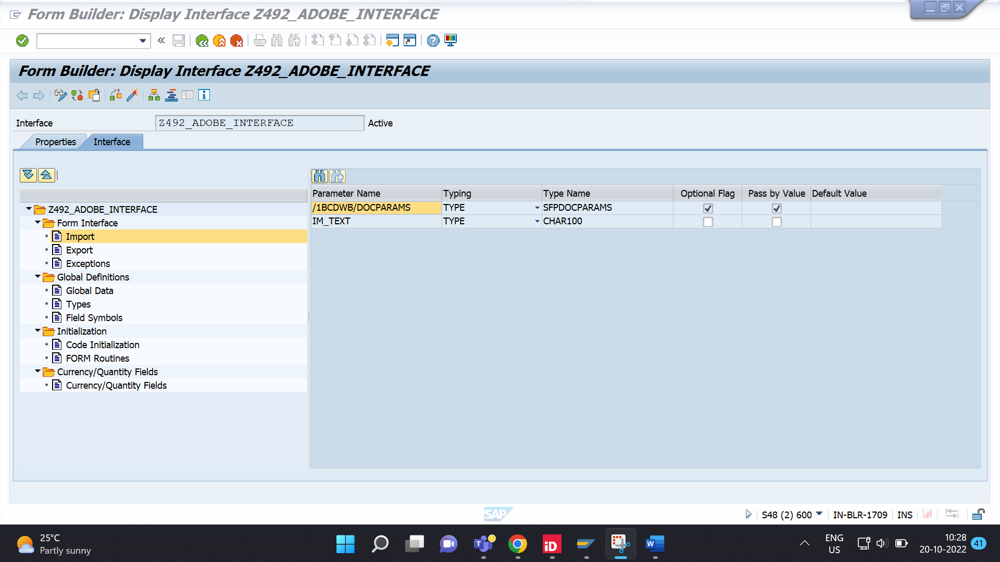 Form Builder: Display Interface Z492_ADOBE_INTERFACE
Form Builder: Display Interface Z492_ADOBE_INTERFACE
Interface Z492_ADOBE_INTERFACE Active
Properties Interface
Parameter Name Typing Type Name Optional Flag Pass by Value Default Value
/1BCDWB/DOCPARAMS TYPE SFPDOCPARAMS
IM_TEXT TYPE CHAR100
Z492_ADOBE_INTERFACE
Form Interface
Import
Export
Exceptions
Global Definitions
Global Data
Types
Field Symbols
Initialization
Code Initialization
FORM Routines
Currency/Quantity Fields
Currency/Quantity Fields
SAP S48 (2) 600 IN-BLR-1709 INS
25°C
Partly sunny
T
iD
W
ENG
US
10:28
20-10-2022
41